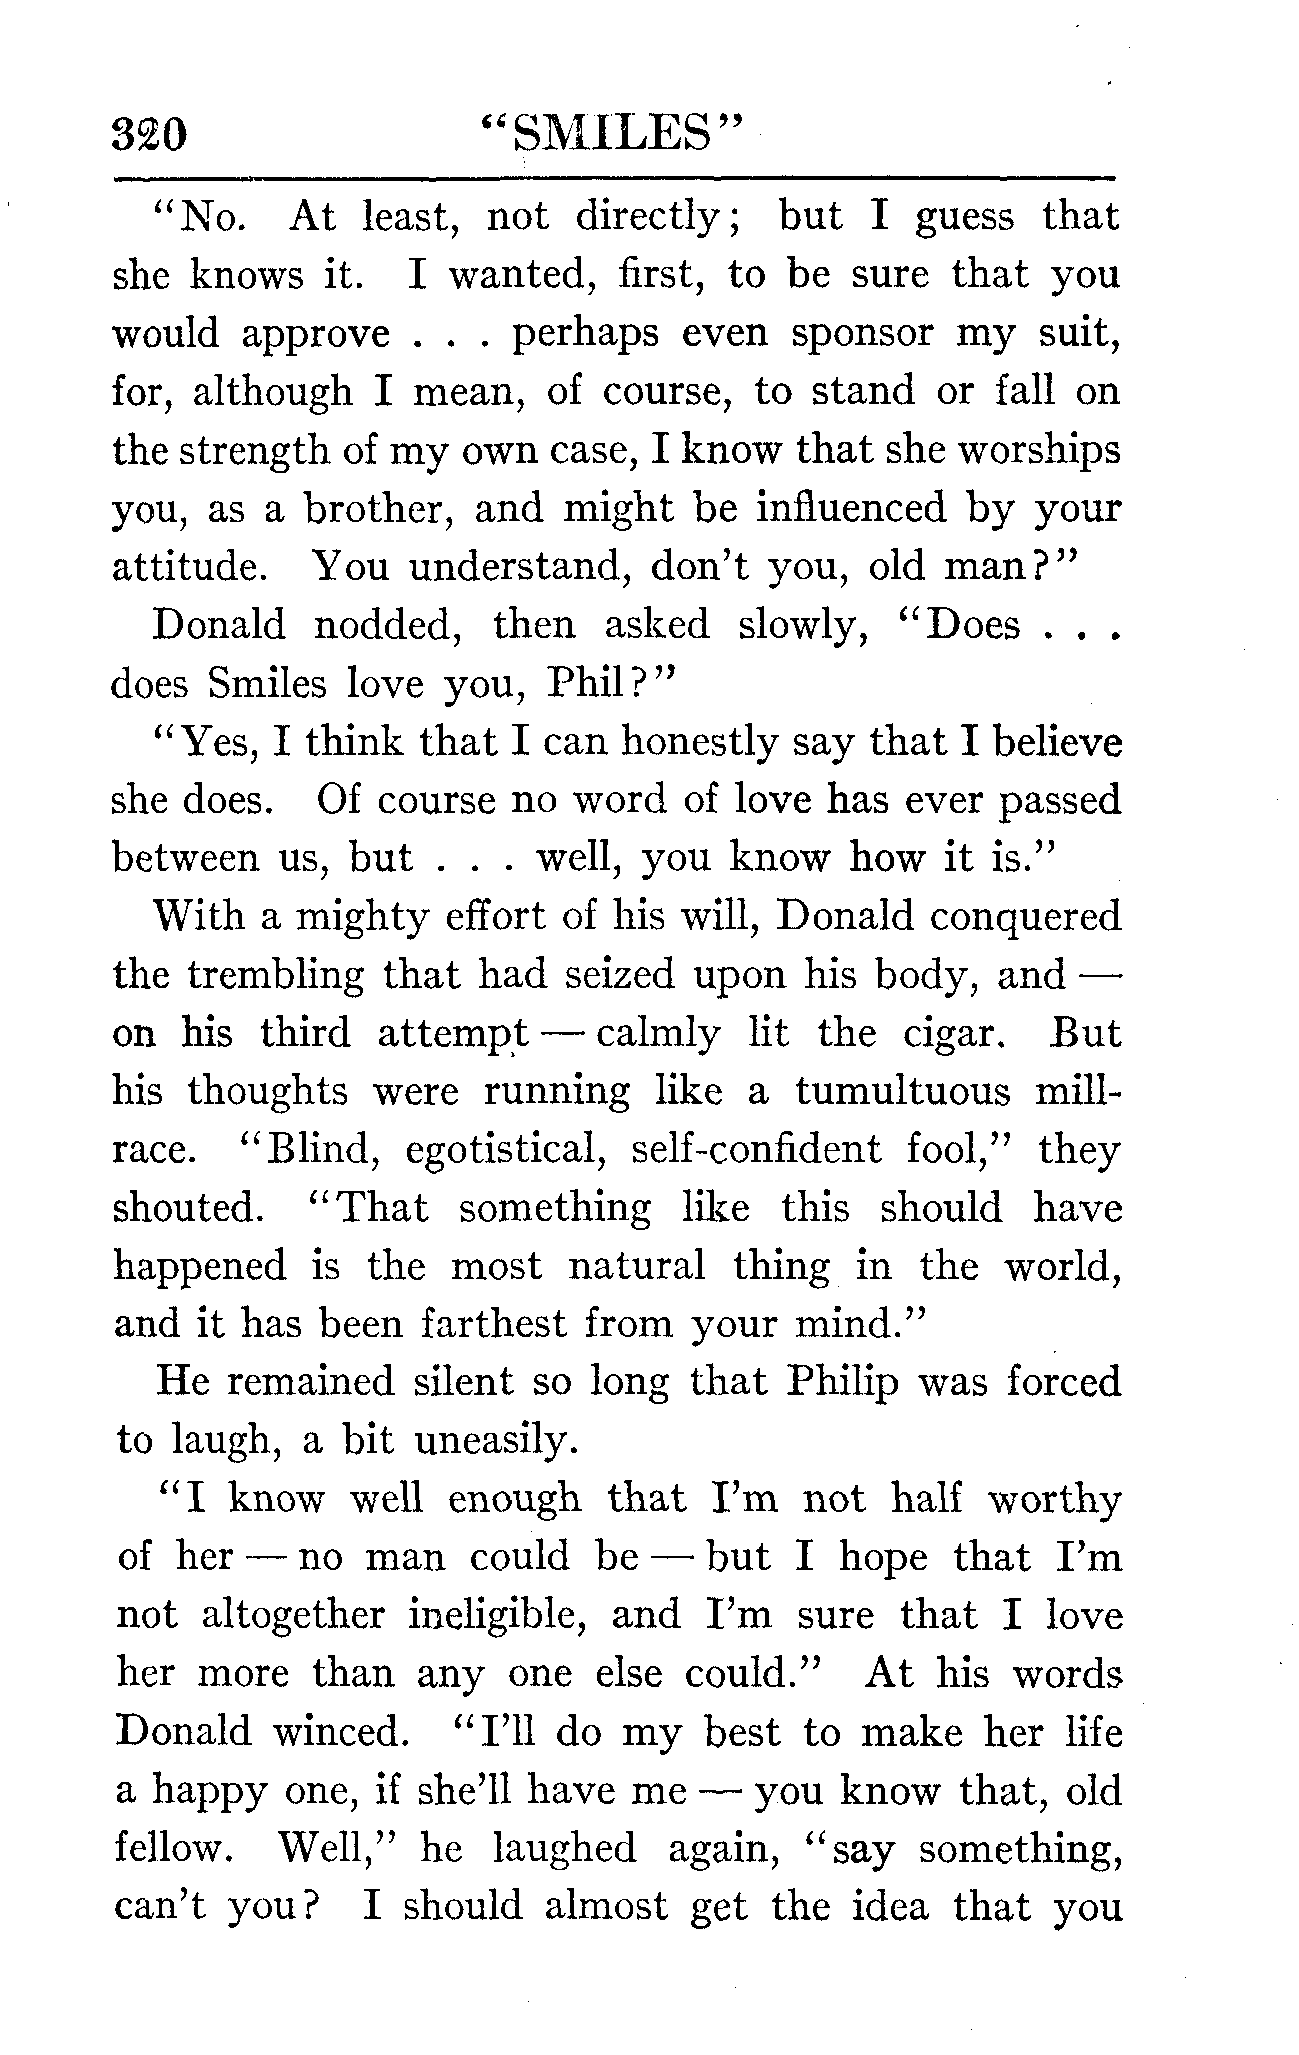 320 "SMILES"
"No. At least, not directly; but I guess that
she knows it. I wanted, first, to be sure that you
would approve . . . perhaps even sponsor my suit,
for, although I mean, of course, to stand or fall on
the strength of my own case, I know that she worships
you, as a brother, and might be influenced by your
attitude. You understand, don't you, old man?"
Donald nodded, then asked slowly, "Does . . .
does Smiles love you, Phil?"
"Yes, I think that I can honestly say that I believe
she does. Of course no word of love has ever passed
between us, but . . . well, you know how it is."
With a mighty effort of his will, Donald conquered
the trembling that had seized upon his body, and —
on his third attempt — calmly lit the cigar. But
his thoughts were running like a tumultuous mill-
race. "Blind, egotistical, self-confident fool," they
shouted. "That something like this should have
happened is the most natural thing in the world,
and it has been farthest from your mind."
He remained silent so long that Philip was forced
to laugh, a bit uneasily.
"I know well enough that I'm not half worthy
of her — no man could be — but I hope that I'm
not altogether ineligible, and I'm sure that I love
her more than any one else could." At his words
Donald winced. "I'll do my best to make her life
a happy one, if she'll have me — you know that, old
fellow. Well," he laughed again, "say something,
can't you? I should almost get the idea that you